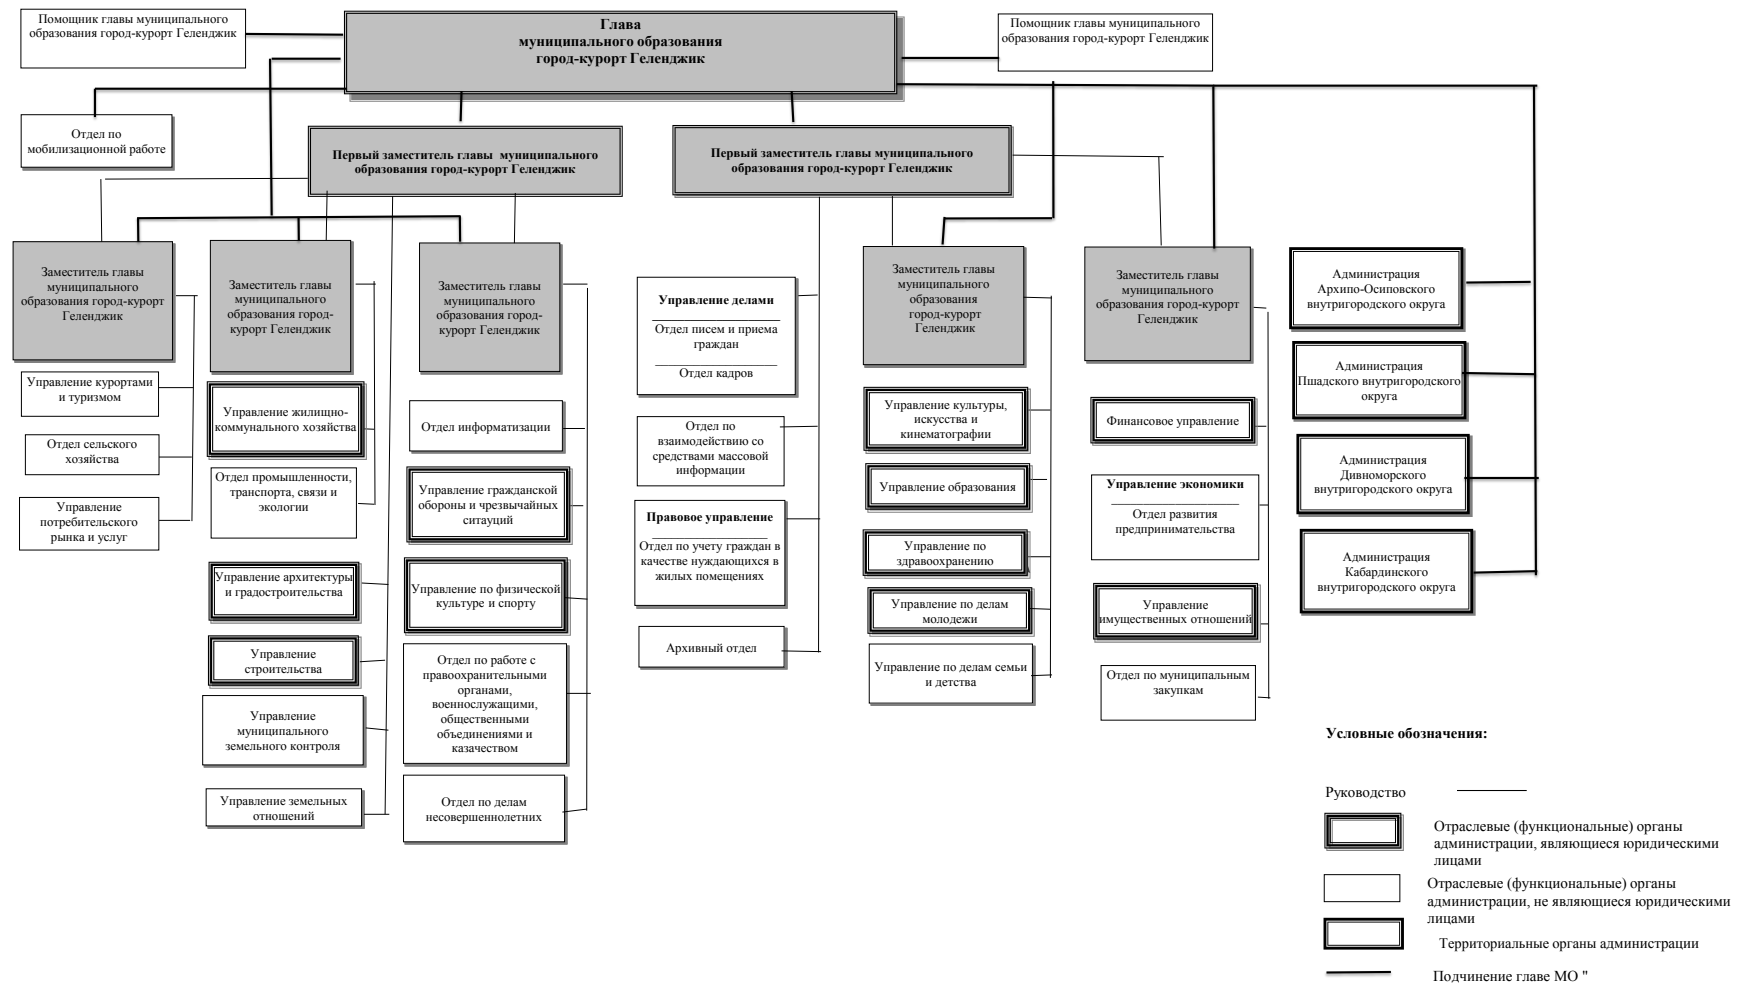 Помощник главы муниципального
образования город-курорт Геленджик
Глава
муниципального образования
город-курорт Геленджик
Помощник главы муниципального
образования город-курорт Геленджик
Отдел по
мобилизационной работе
Первый заместитель главы муниципального
образования город-курорт Геленджик
Первый заместитель главы муниципального
образования город-курорт Геленджик
Заместитель главы
муниципального
образования город-курорт
Геленджик
Управление курортами
и туризмом
Отдел сельского
хозяйства
Управление
потребительского
рынка и услуг
Заместитель главы
муниципального
образования город-
курорт Геленджик
Управление жилищно-
коммунального хозяйства
Отдел промышленности,
транспорта, связи и
экологии
Управление архитектуры
и градостроительства
Управление
строительства
Управление
муниципального
земельного контроля
Управление земельных
отношений
Заместитель главы
муниципального
образования город-
курорт Геленджик
Отдел информатизации
Управление гражданской
обороны и чрезвычайных
ситауций
Управление по физической
культуре и спорту
Отдел по работе с
правоохранительными
органами,
военнослужащими,
общественными
объединениями и
казачеством
Отдел по делам
несовершеннолетних
Управление делами
Отдел писем и приема
граждан
Отдел кадров
Отдел по
взаимодействию со
средствами массовой
информации
Правовое управление
Отдел по учету граждан в
качестве нуждающихся в
жилых помещениях
Архивный отдел
Заместитель главы
муниципального
образования
город-курорт
Геленджик
Управление культуры,
искусства и
кинематографии
Управление образования
Управление по
здравоохранению
Управление по делам
молодежи
Управление по делам семьи
и детства
Заместитель главы
муниципального
образования город-курорт
Геленджик
Финансовое управление
Управление экономики
Отдел развития
предпринимательства
Управление
имущественных отношений
Отдел по муниципальным
закупкам
Администрация
Архипо-Осиповского
внутригородского округа
Администрация
Пшадского внутригородского
округа
Администрация
Дивноморского
внутригородского округа
Администрация
Кабардинского
внутригородского округа
Условные обозначения:
Руководство
Отраслевые (функциональные) органы
администрации, являющиеся юридическими
лицами
Отраслевые (функциональные) органы
администрации, не являющиеся юридическими
лицами
Территориальные органы администрации
Подчинение главе МО "